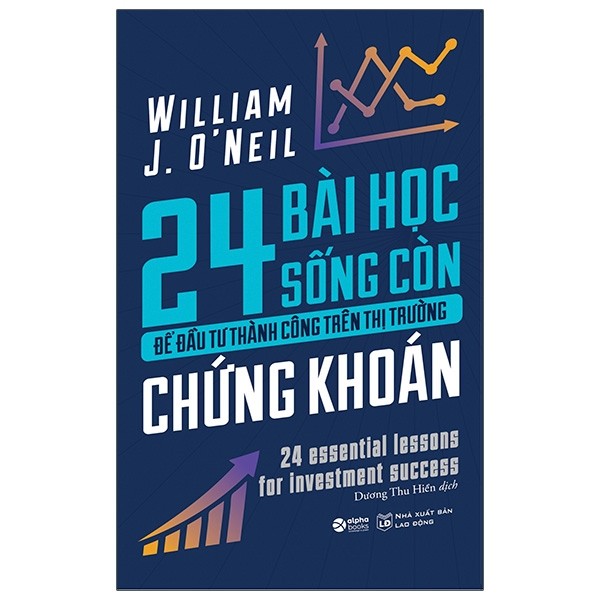 WILLIAM
J. O'NEIL
24 BÀI HỌC
SỐNG CÒN
ĐỂ ĐẦU TƯ THÀNH CÔNG TRÊN THỊ TRƯỜNG
CHỨNG KHOÁN
24 essential lessons
for investment success
Dương Thu Hiền dịch
alpha
books
LĐ
NHÀ XUẤT BẢN
LAO ĐỘNG